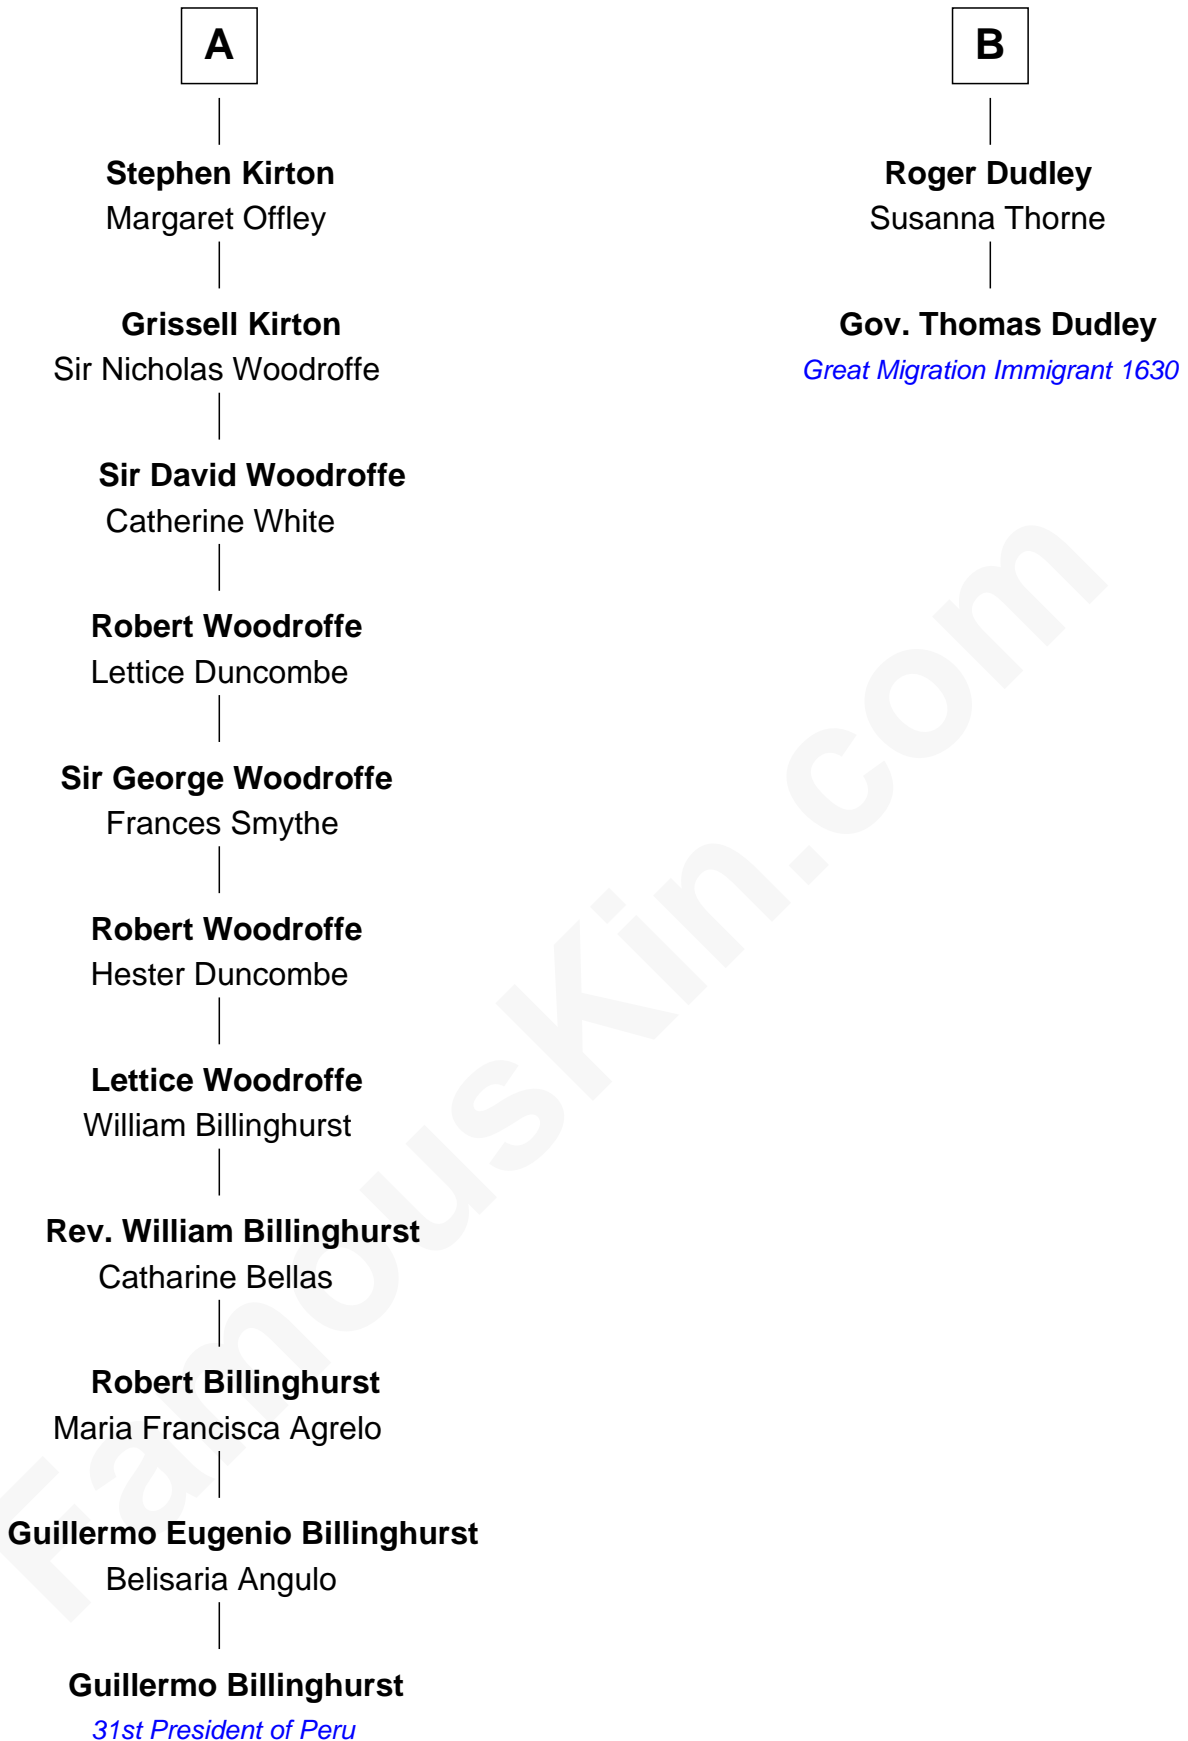 A
Stephen Kirton
Margaret Offley
Grissell Kirton
Sir Nicholas Woodroffe
Sir David Woodroffe
Catherine White
Robert Woodroffe
Lettice Duncombe
Sir George Woodroffe
Frances Smythe
Robert Woodroffe
Hester Duncombe
Lettice Woodroffe
William Billinghurst
Rev. William Billinghurst
Catharine Bellas
Robert Billinghurst
Maria Francisca Agrelo
Guillermo Eugenio Billinghurst
Belisaria Angulo
Guillermo Billinghurst
31st President of Peru
B
Roger Dudley
Susanna Thorne
Gov. Thomas Dudley
Great Migration Immigrant 1630
FamousKin.com